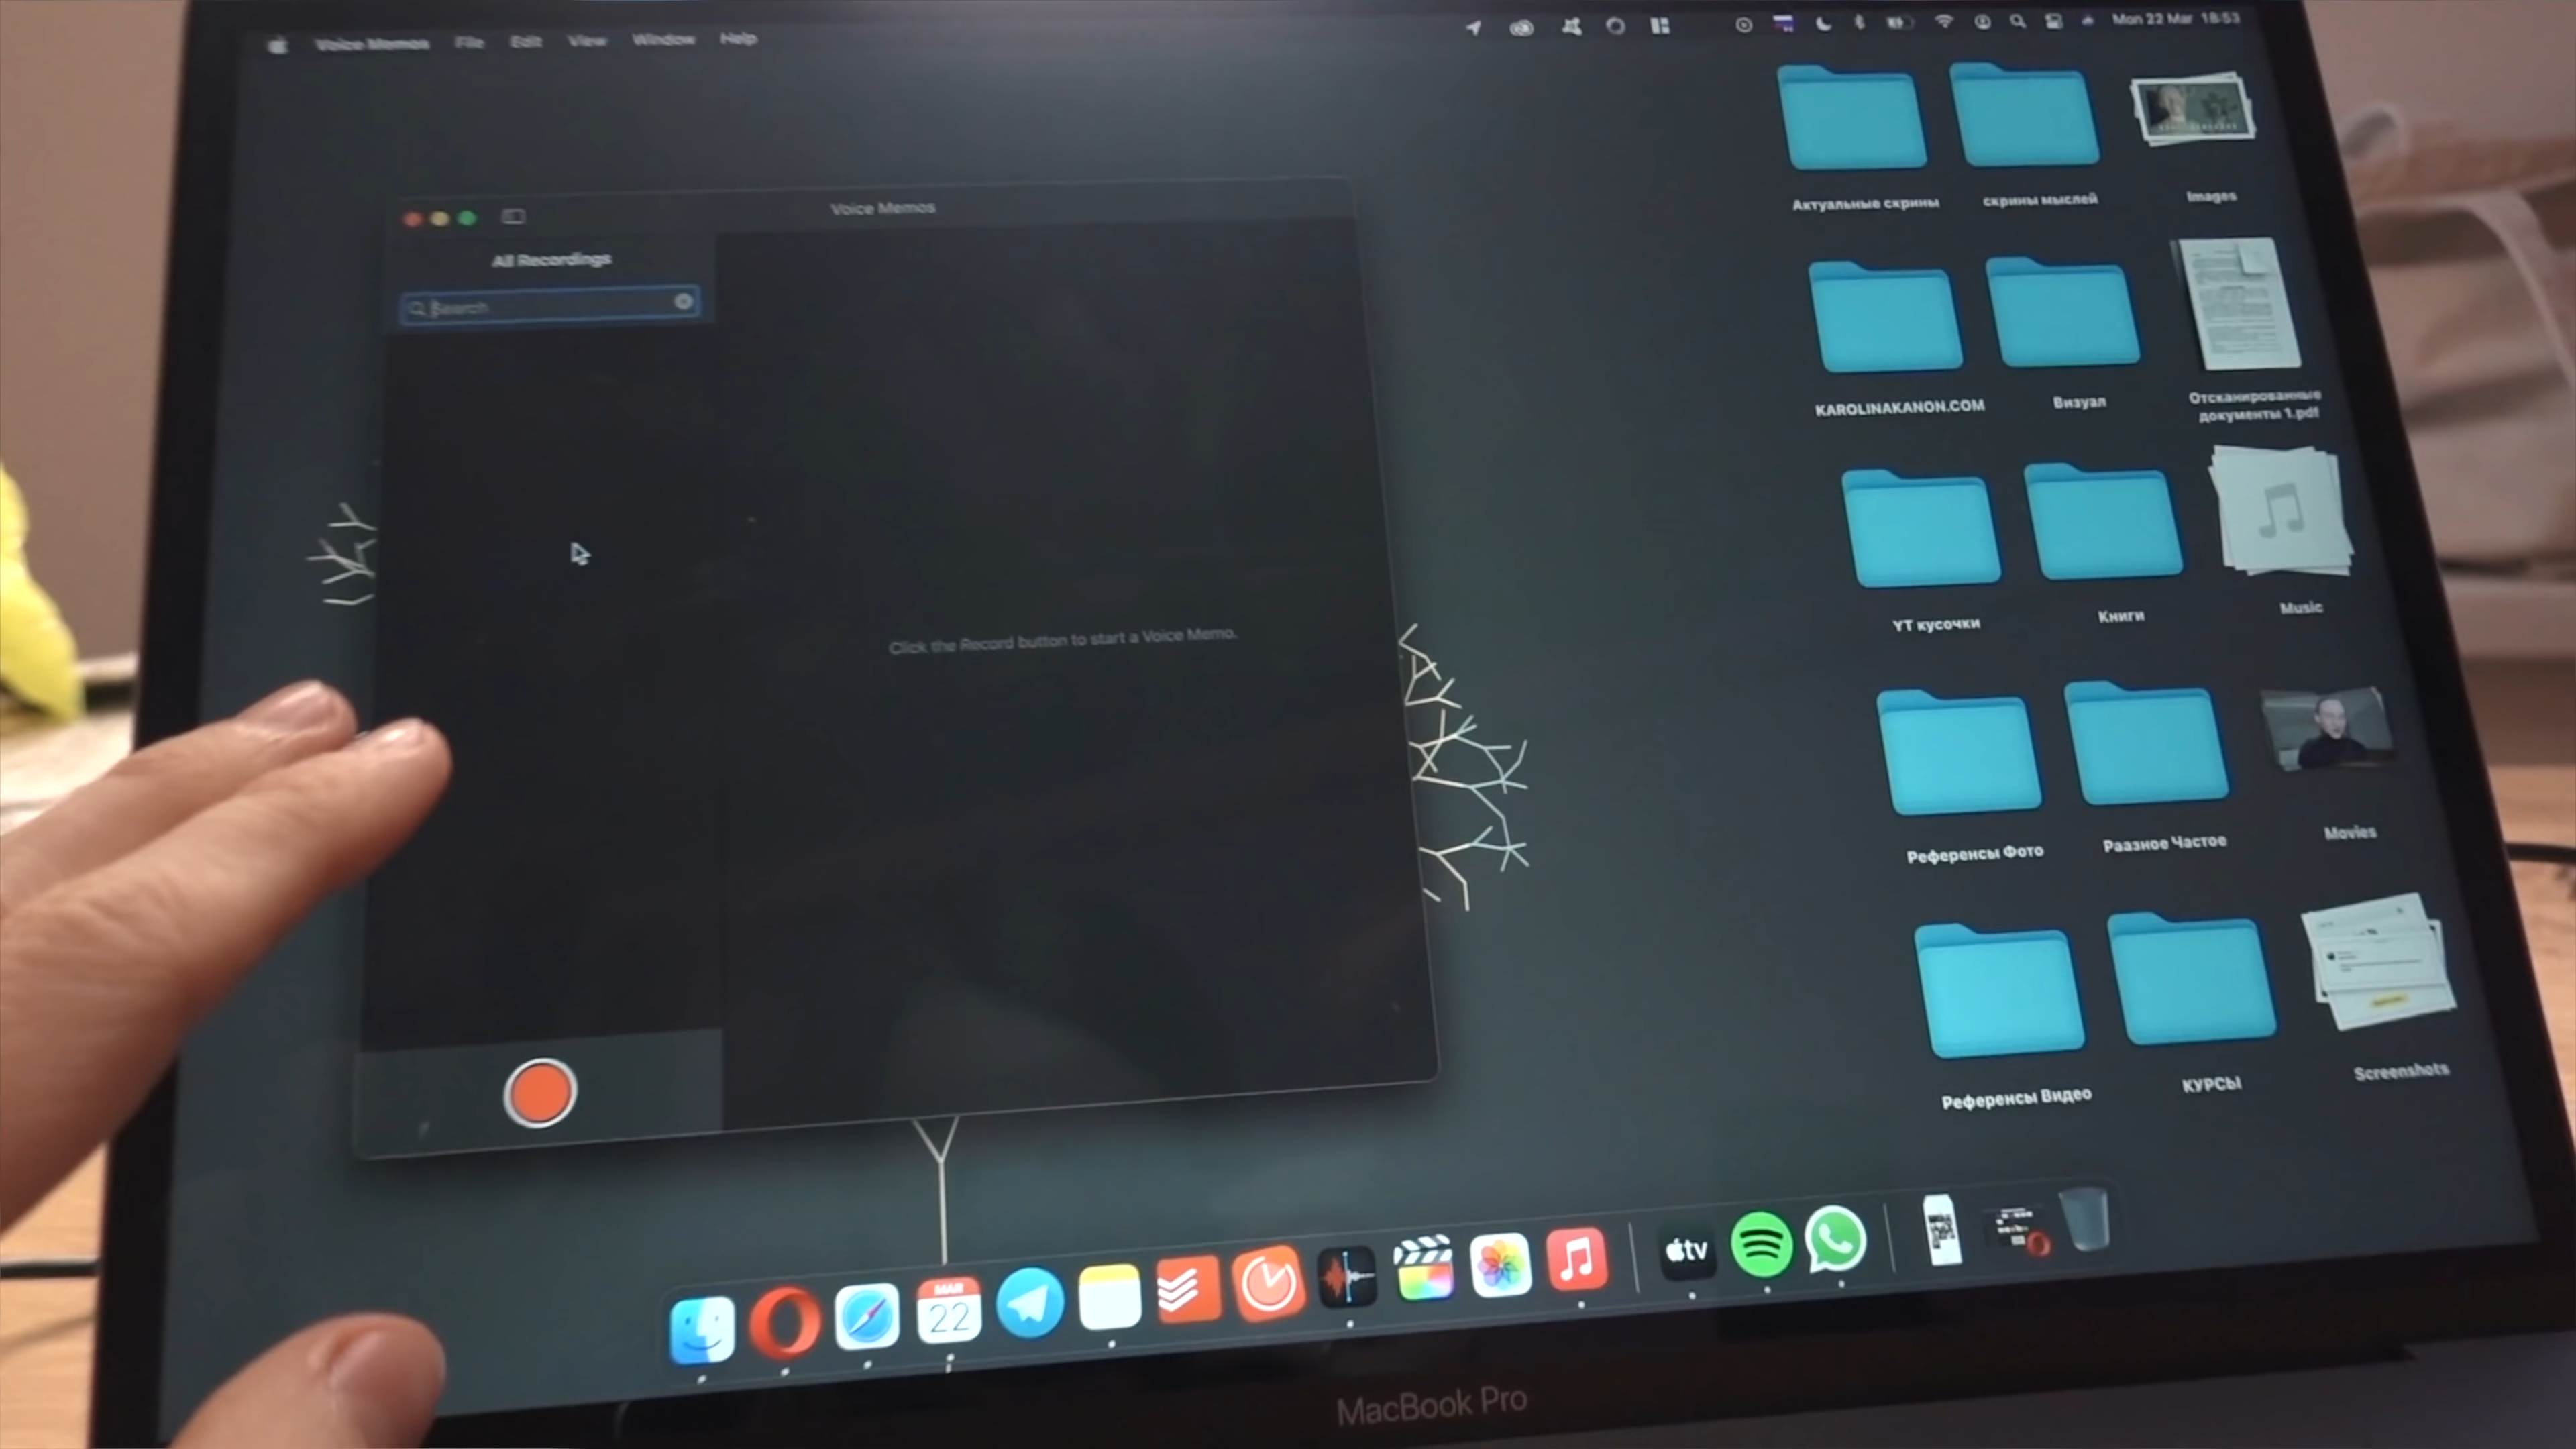 Voice Memos File Edit View Window Help
Mon 22 Mar 18:53
Voice Memos
All Recordings
Search
Click the Record button to start a Voice Memo.
Актуальные скрины
скрины мыслей
Images
KAROLINAKANON.COM
Визуал
Отсканированные
документы 1.pdf
YT кусочки
Книги
Music
Референсы Фото
Раазное Частое
Movies
Референсы Видео
КУРСЫ
Screenshots
MAR
22
tv
MacBook Pro